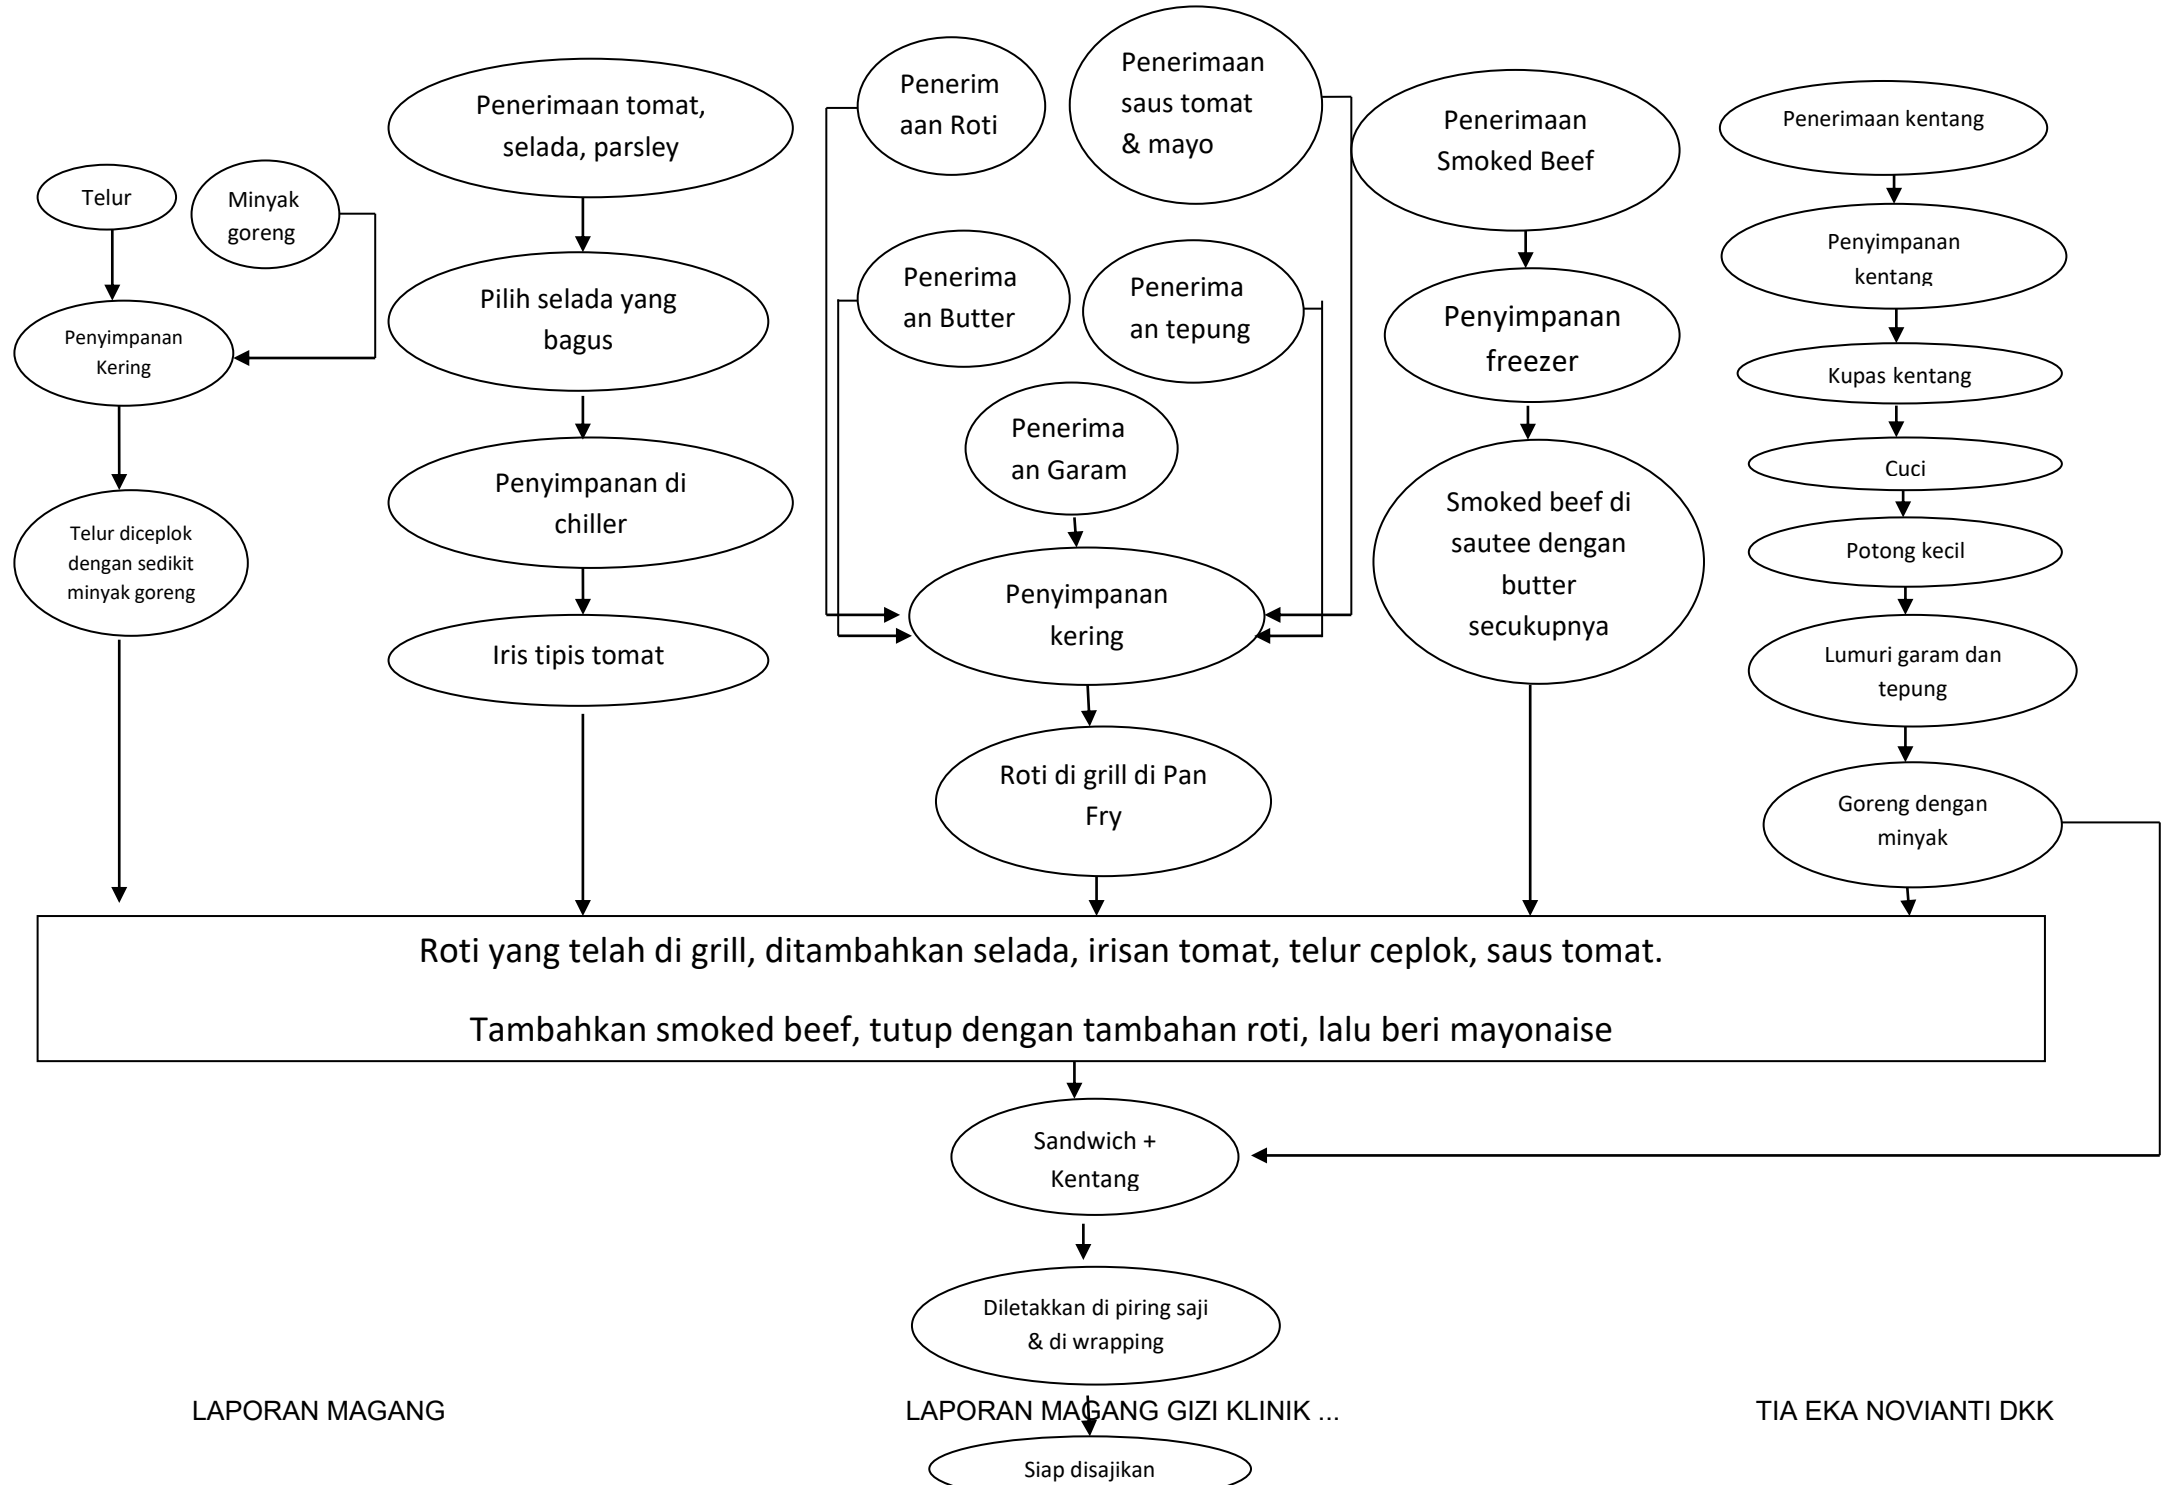 Telur
Minyak
goreng
Penyimpanan
Kering
Telur diceplok
dengan sedikit
minyak goreng
Penerimaan tomat,
selada, parsley
Pilih selada yang
bagus
Penyimpanan di
chiller
Iris tipis tomat
Penerim
aan Roti
Penerimaan
saus tomat
& mayo
Penerima
an Butter
Penerima
an tepung
Penerima
an Garam
Penyimpanan
kering
Roti di grill di Pan
Fry
Penerimaan
Smoked Beef
Penyimpanan
freezer
Smoked beef di
sautee dengan
butter
secukupnya
Penerimaan kentang
Penyimpanan
kentang
Kupas kentang
Cuci
Potong kecil
Lumuri garam dan
tepung
Goreng dengan
minyak
Roti yang telah di grill, ditambahkan selada, irisan tomat, telur ceplok, saus tomat.
Tambahkan smoked beef, tutup dengan tambahan roti, lalu beri mayonaise
Sandwich +
Kentang
Diletakkan di piring saji
& di wrapping
LAPORAN MAGANG
LAPORAN MAGANG GIZI KLINIK ...
TIA EKA NOVIANTI DKK
Siap disajikan